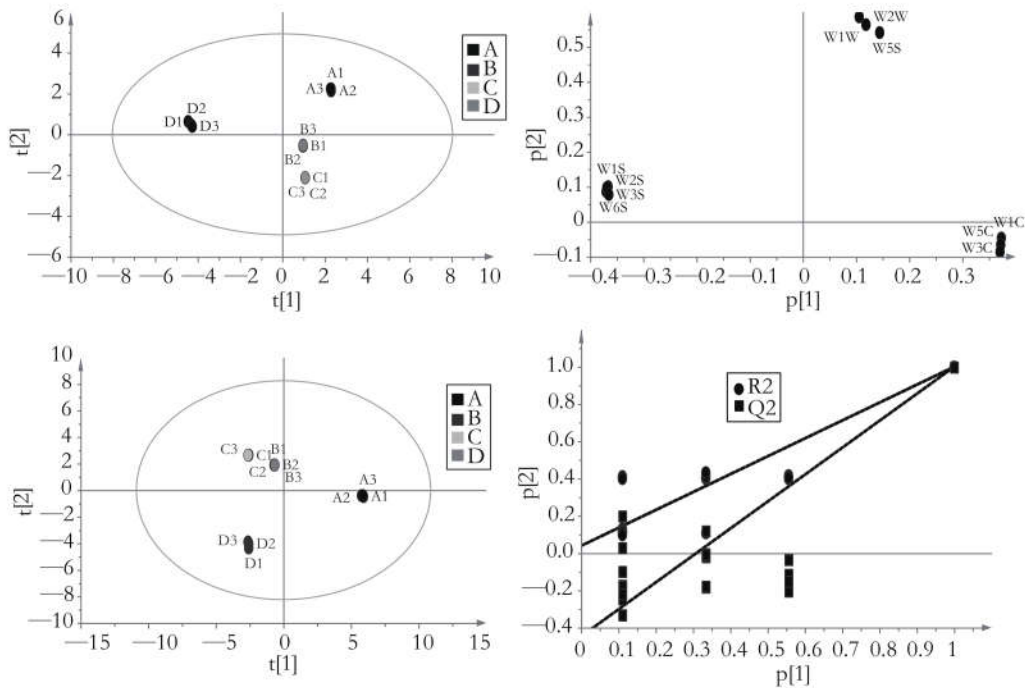 6
4
2
0
—2
—4
—6
t[2]
—10 —8 —6 —4 —2 0 2 4 6 8 10
t[1]
A
B
C
D
A1
A3 A2
D2
D1 D3
B3
B1
B2
C1
C3 C2
0.5
0.4
0.3
0.2
0.1
0
—0.1
p[2]
—0.4 —0.3 —0.2 —0.1 0 0.1 0.2 0.3
p[1]
W2W
W1W
W5S
W1S
W2S
W3S
W6S
W1C
W5C
W3C
10
8
6
4
2
0
—2
—4
—6
—8
—10
t[2]
—15 —10 —5 0 5 10 15
t[1]
A
B
C
D
C3 C1 B1
C2 B2
B3
A3
A2 A1
D3 D2
D1
1.0
0.8
0.6
0.4
0.2
—0.0
—0.2
—0.4
p[2]
0 0.1 0.2 0.3 0.4 0.5 0.6 0.7 0.8 0.9 1
p[1]
R2
Q2